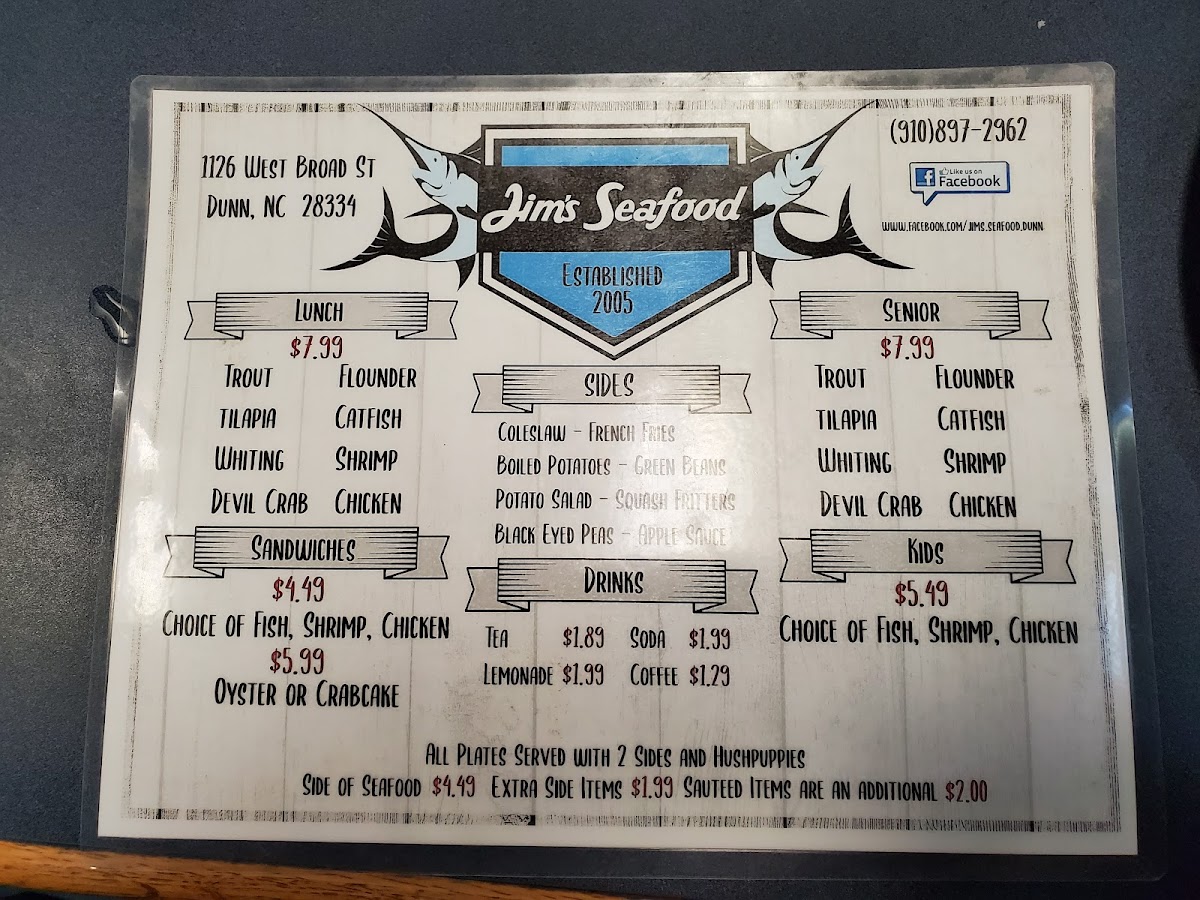 1126 West Broad St
Dunn, NC 28334
Jim's Seafood
Established
2005
(910)897-2962
Like us on
Facebook
www.facebook.com/jims.seafood.dunn
Lunch
$7.99
Trout Flounder
Tilapia Catfish
Whiting Shrimp
Devil Crab Chicken
Sandwiches
$4.49
Choice of Fish, Shrimp, Chicken
$5.99
Oyster or Crabcake
Sides
Coleslaw - French Fries
Boiled Potatoes - Green Beans
Potato Salad - Squash Fritters
Black Eyed Peas - Apple Sauce
Drinks
Tea $1.89 Soda $1.99
Lemonade $1.99 Coffee $1.29
Senior
$7.99
Trout Flounder
Tilapia Catfish
Whiting Shrimp
Devil Crab Chicken
Kids
$5.49
Choice of Fish, Shrimp, Chicken
All Plates Served with 2 Sides and Hushpuppies
Side of Seafood $4.49 Extra Side Items $1.99 Sauteed Items are an additional $2.00